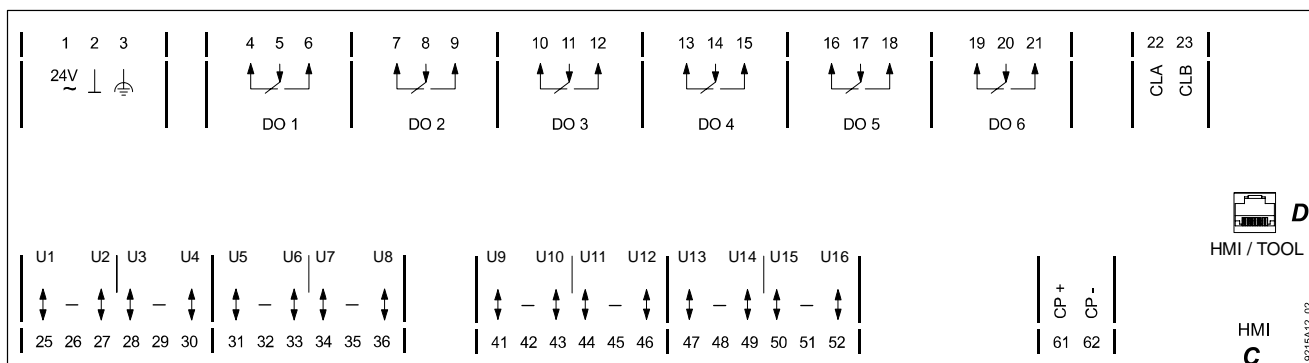 1 2 3 4 5 6 7 8 9 10 11 12 13 14 15 16 17 18 19 20 21 22 23
24V ~ CLA CLB
DO 1 DO 2 DO 3 DO 4 DO 5 DO 6
D
HMI / TOOL
U1 U2 U3 U4 U5 U6 U7 U8 U9 U10 U11 U12 U13 U14 U15 U16
– – – – – – – – CP + CP -
25 26 27 28 29 30 31 32 33 34 35 36 41 42 43 44 45 46 47 48 49 50 51 52 61 62
HMI
C